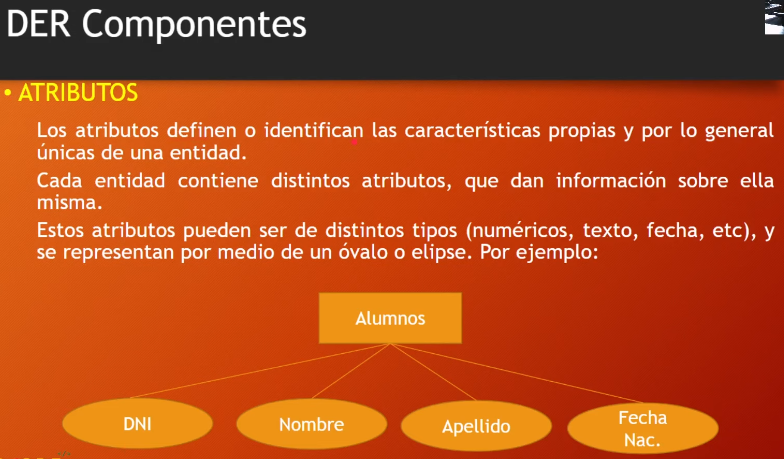 DER Componentes
• ATRIBUTOS
Los atributos definen o identifican las características propias y por lo general
únicas de una entidad.
Cada entidad contiene distintos atributos, que dan información sobre ella
misma.
Estos atributos pueden ser de distintos tipos (numéricos, texto, fecha, etc), y
se representan por medio de un óvalo o elipse. Por ejemplo:
Alumnos
DNI
Nombre
Apellido
Fecha
Nac.